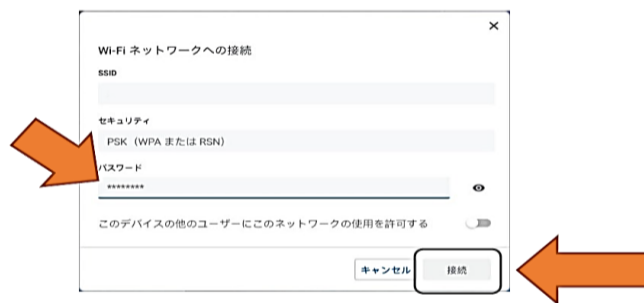 Wi-Fi ネットワークへの接続
SSID
セキュリティ
PSK（WPA または RSN）
パスワード
********
このデバイスの他のユーザーにこのネットワークの使用を許可する
キャンセル
接続